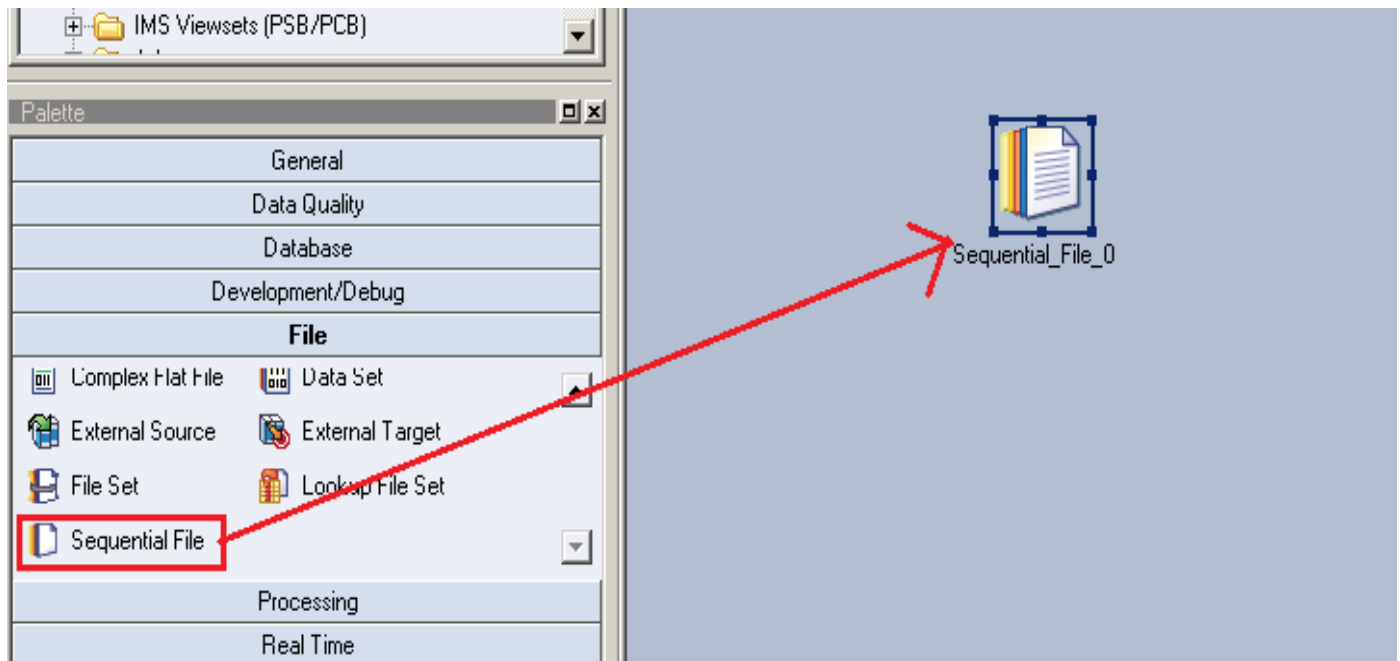 IMS Viewsets (PSB/PCB)
Palette
General
Data Quality
Database
Development/Debug
File
Complex Flat File
Data Set
External Source
External Target
File Set
Lookup File Set
Sequential File
Processing
Real Time
Sequential_File_0